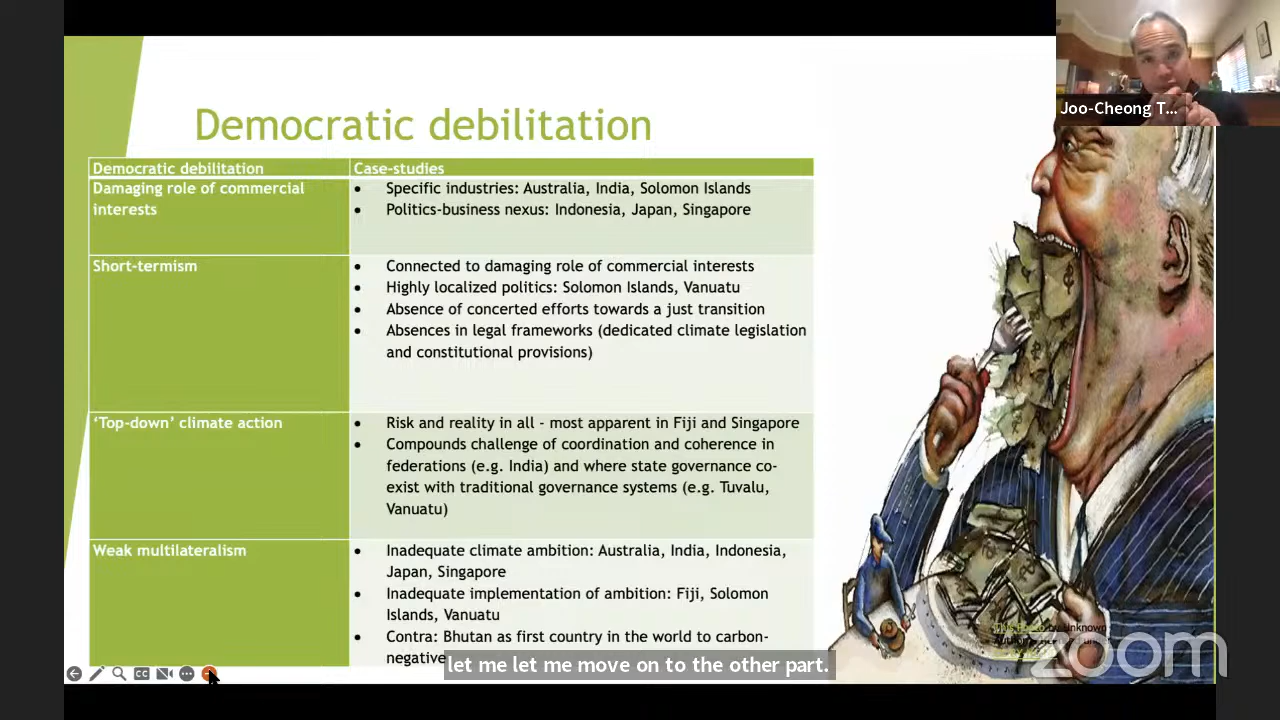 Joo-Cheong T...
Democratic debilitation
Democratic debilitation
Case-studies
Damaging role of commercial
interests
• Specific industries: Australia, India, Solomon Islands
• Politics-business nexus: Indonesia, Japan, Singapore
Short-termism
• Connected to damaging role of commercial interests
• Highly localized politics: Solomon Islands, Vanuatu
• Absence of concerted efforts towards a just transition
• Absences in legal frameworks (dedicated climate legislation
and constitutional provisions)
‘Top-down’ climate action
• Risk and reality in all - most apparent in Fiji and Singapore
• Compounds challenge of coordination and coherence in
federations (e.g. India) and where state governance co-
exist with traditional governance systems (e.g. Tuvalu,
Vanuatu)
Weak multilateralism
• Inadequate climate ambition: Australia, India, Indonesia,
Japan, Singapore
• Inadequate implementation of ambition: Fiji, Solomon
Islands, Vanuatu
• Contra: Bhutan as first country in the world to carbon-
negative
let me let me move on to the other part.
CC
This Photo by Unknown
zoom